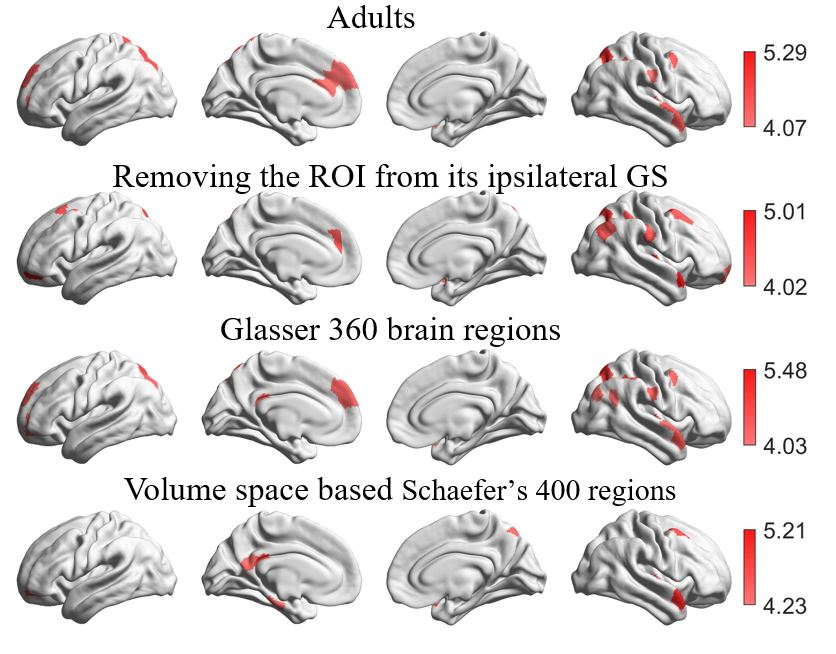 Adults
5.29
4.07
Removing the ROI from its ipsilateral GS
5.01
4.02
Glasser 360 brain regions
5.48
4.03
Volume space based Schaefer's 400 regions
5.21
4.23